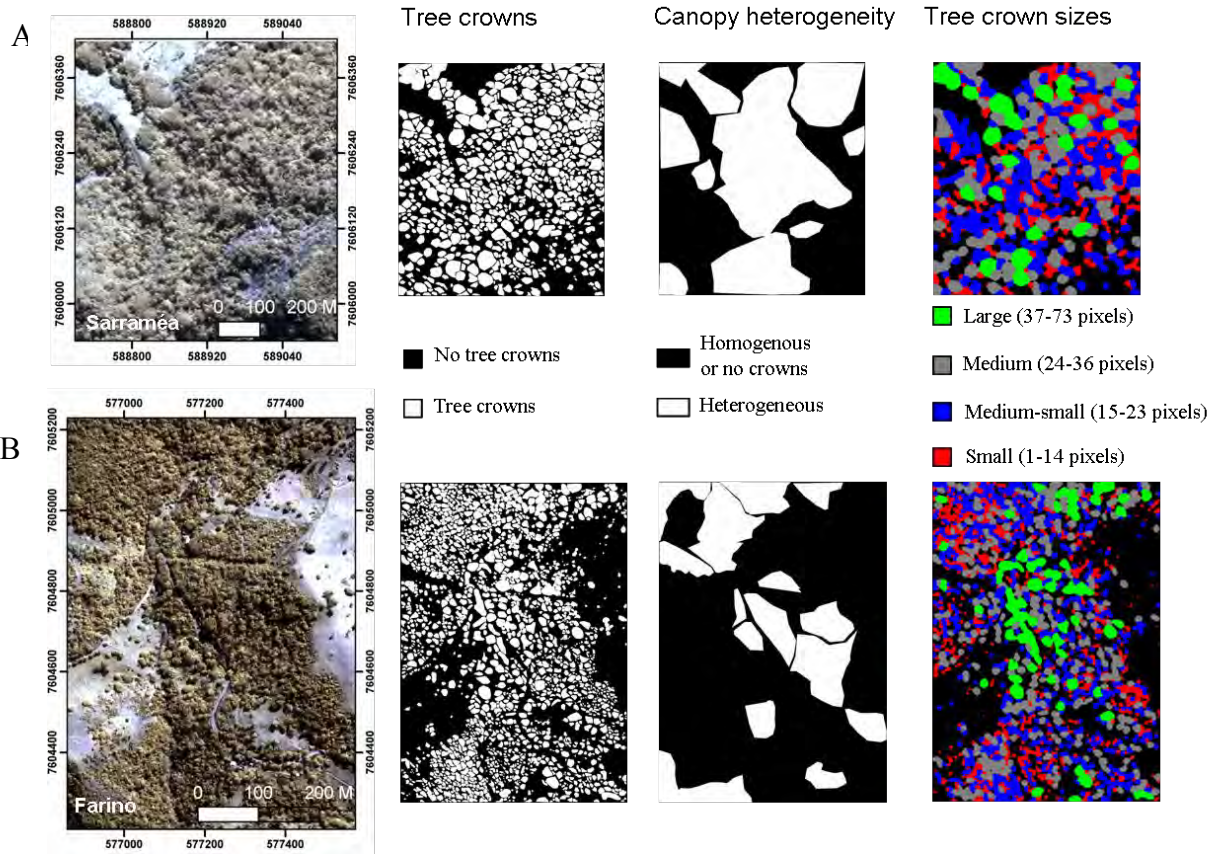 Tree crowns
Canopy heterogeneity
Tree crown sizes
A
588800 588920 589040
7606360
7606240
7606120
7606000
7606360
7606240
7606120
7606000
0 100 200 M
Sarraméa
588800 588920 589040
No tree crowns
Tree crowns
Homogenous
or no crowns
Heterogeneous
Large (37-73 pixels)
Medium (24-36 pixels)
Medium-small (15-23 pixels)
Small (1-14 pixels)
B
577000 577200 577400
7605200
7605000
7604800
7604600
7604400
7605200
7605000
7604800
7604600
7604400
0 100 200 M
Farino
577000 577200 577400